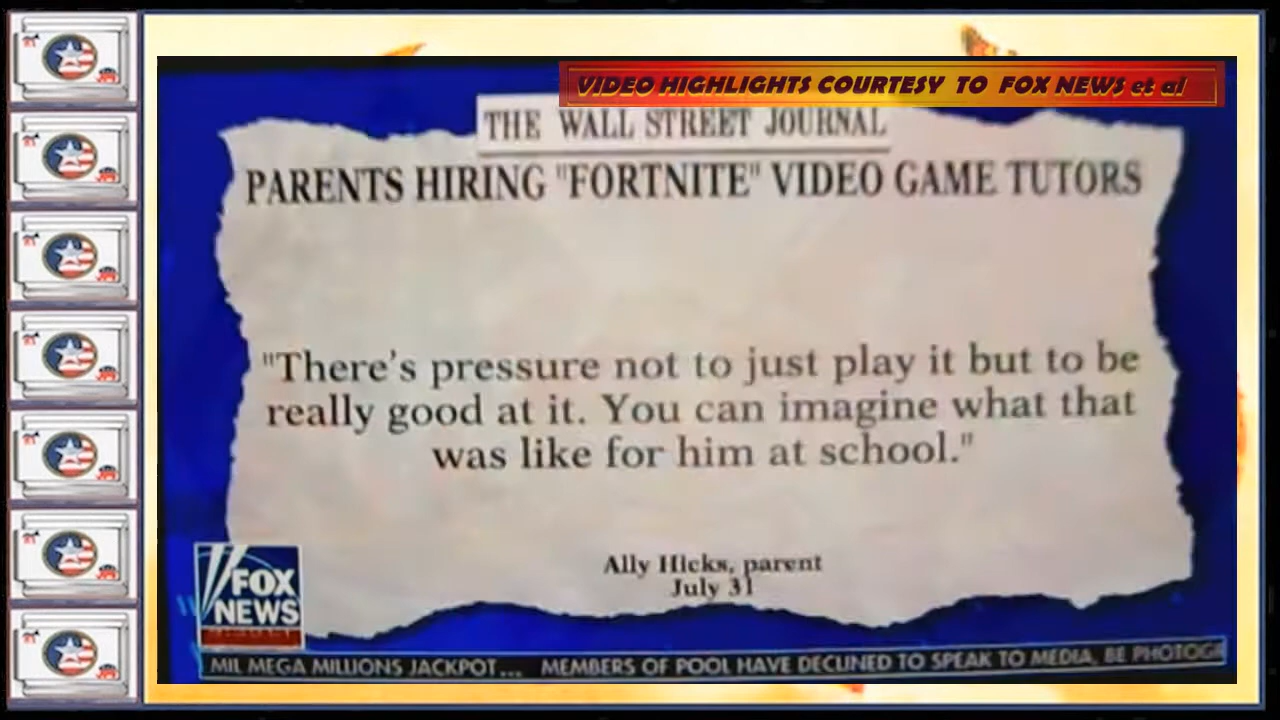 VIDEO HIGHLIGHTS COURTESY TO FOX NEWS et al
THE WALL STREET JOURNAL
PARENTS HIRING "FORTNITE" VIDEO GAME TUTORS
"There's pressure not to just play it but to be
really good at it. You can imagine what that
was like for him at school."
Ally Hicks, parent
July 31
FOX
NEWS
MIL MEGA MILLIONS JACKPOT... MEMBERS OF POOL HAVE DECLINED TO SPEAK TO MEDIA, BE PHOTOGR